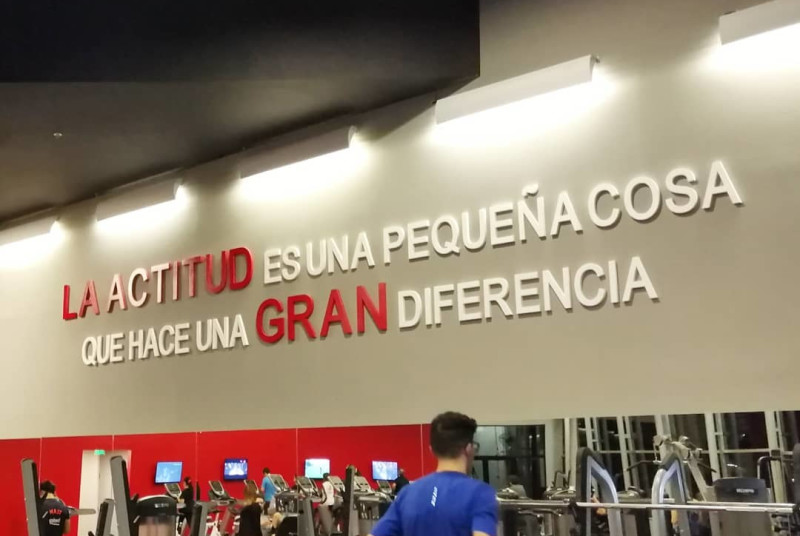 LA ACTITUD ES UNA PEQUEÑA COSA
QUE HACE UNA GRAN DIFERENCIA